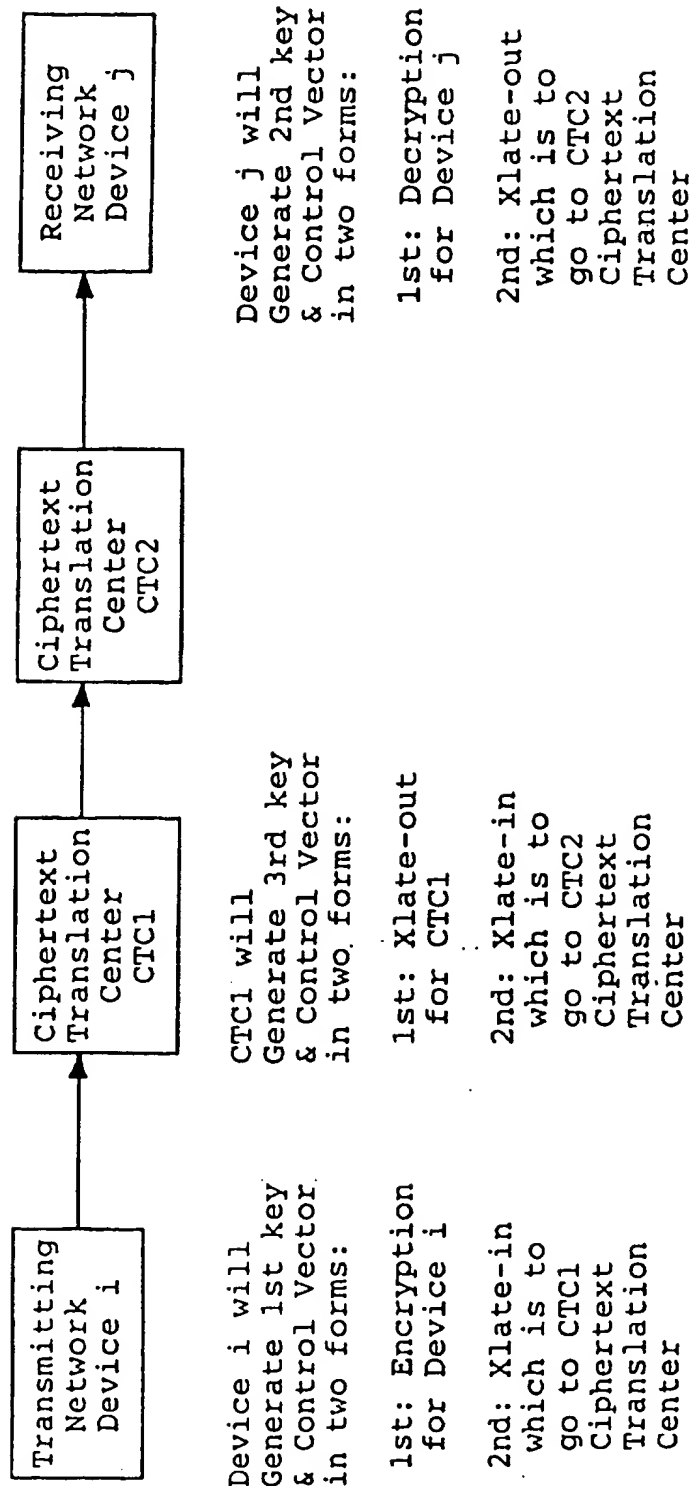 Transmitting
Network
Device i
Ciphertext
Translation
Center
CTC1
Ciphertext
Translation
Center
CTC2
Receiving
Network
Device j
Device i will
Generate 1st key
& Control Vector
in two forms:
1st: Encryption
for Device i
2nd: Xlate-in
which is to
go to CTC1
Ciphertext
Translation
Center
CTC1 will
Generate 3rd key
& Control Vector
in two forms:
1st: Xlate-out
for CTC1
2nd: Xlate-in
which is to
go to CTC2
Ciphertext
Translation
Center
Device j will
Generate 2nd key
& Control Vector
in two forms:
1st: Decryption
for Device j
2nd: Xlate-out
which is to
go to CTC2
Ciphertext
Translation
Center